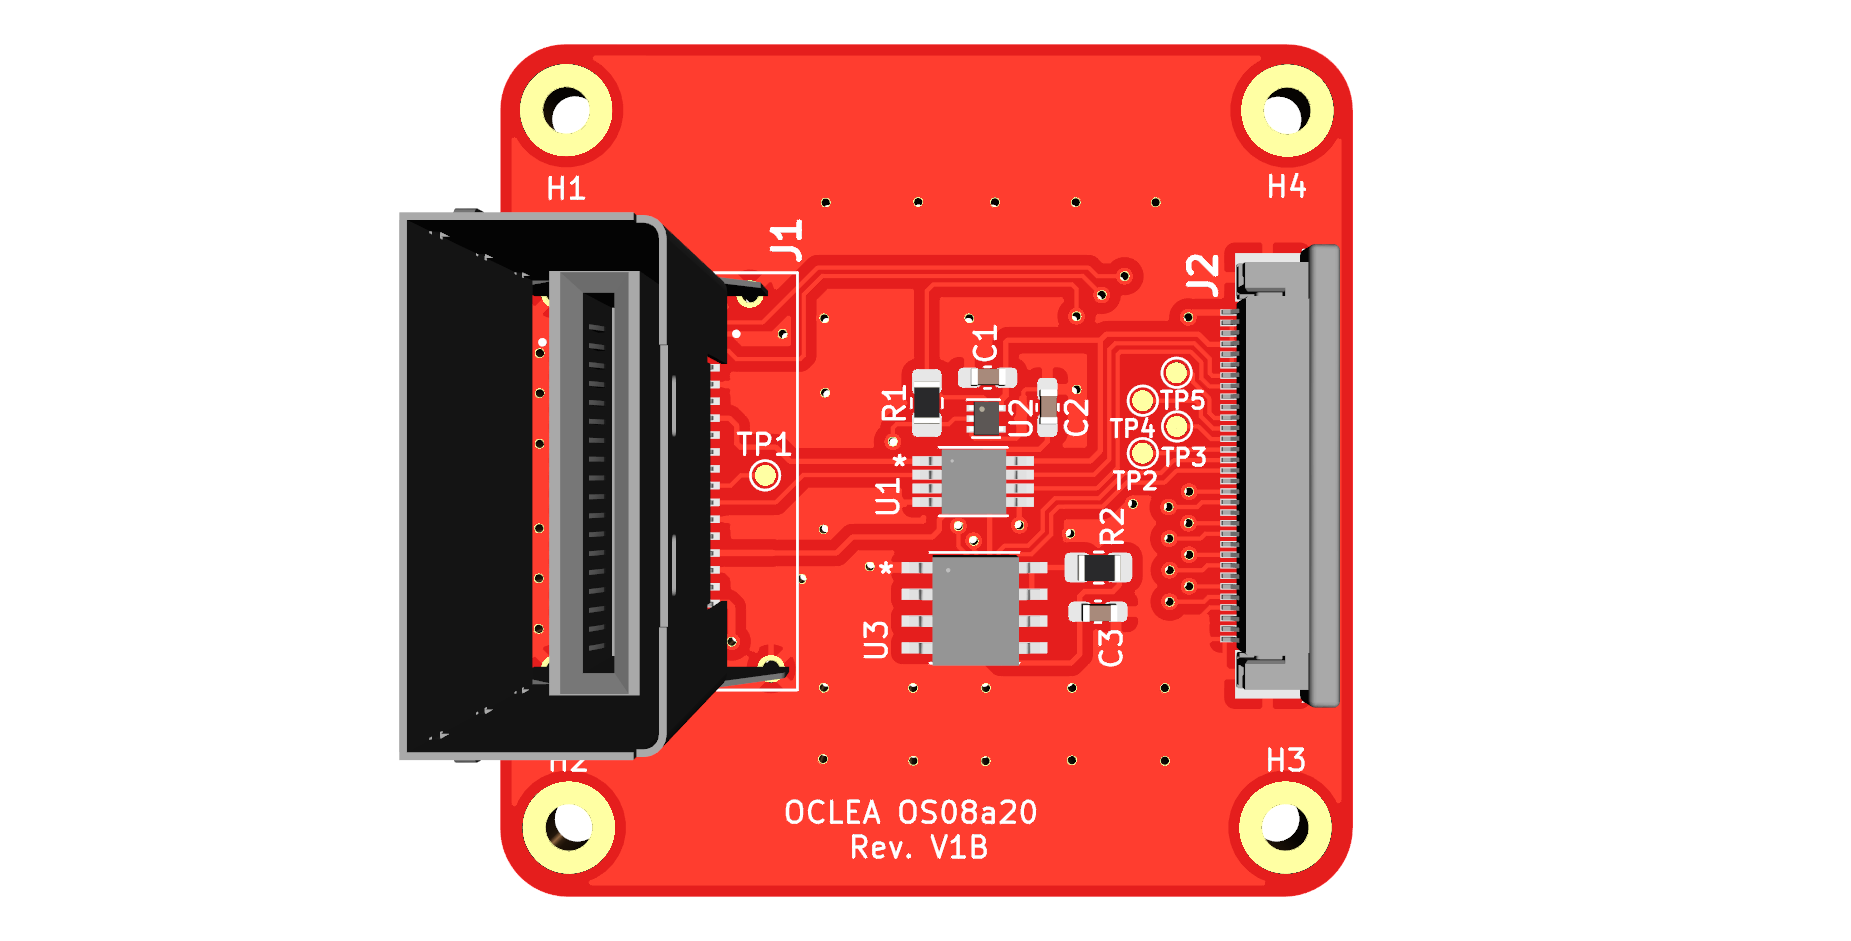 H1
H4
J1
J2
C1
R1
U2
C2
TP5
TP4
TP3
TP2
TP1
*
U1
R2
*
U3
C3
H2
H3
OCLEA OS08a20
Rev. V1B